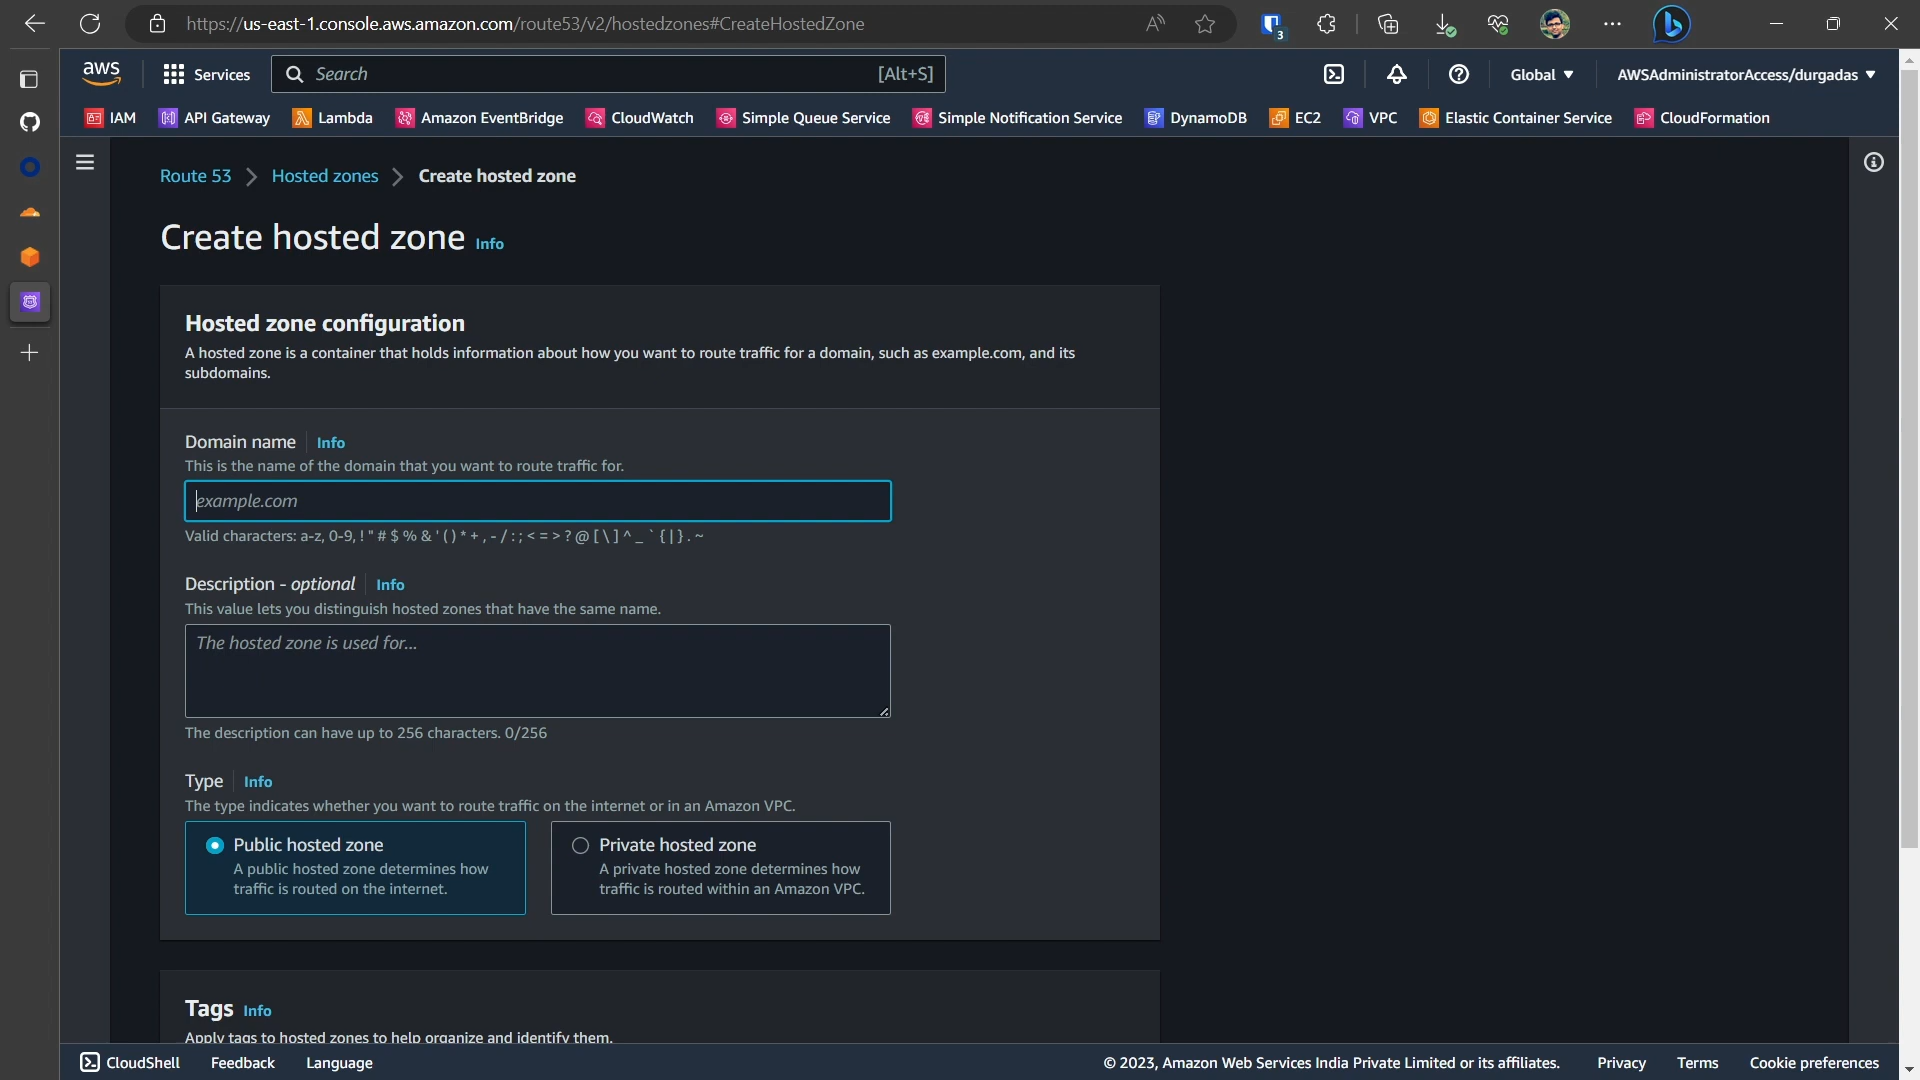 https://us-east-1.console.aws.amazon.com/route53/v2/hostedzones#CreateHostedZone
3
aws
Services
Search
[Alt+S]
Global
AWSAdministratorAccess/durgadas
IAM
API Gateway
Lambda
Amazon EventBridge
CloudWatch
Simple Queue Service
Simple Notification Service
DynamoDB
EC2
VPC
Elastic Container Service
CloudFormation
Route 53 > Hosted zones > Create hosted zone
Create hosted zone Info
Hosted zone configuration
A hosted zone is a container that holds information about how you want to route traffic for a domain, such as example.com, and its
subdomains.
Domain name Info
This is the name of the domain that you want to route traffic for.
example.com
Valid characters: a-z, 0-9, ! " # $ % & ' ( ) * + , - / : ; < = > ? @ [ \ ] ^ _ ` { | } . ~
Description - optional Info
This value lets you distinguish hosted zones that have the same name.
The hosted zone is used for...
The description can have up to 256 characters. 0/256
Type Info
The type indicates whether you want to route traffic on the internet or in an Amazon VPC.
Public hosted zone
A public hosted zone determines how
traffic is routed on the internet.
Private hosted zone
A private hosted zone determines how
traffic is routed within an Amazon VPC.
Tags Info
Apply tags to hosted zones to help organize and identify them.
CloudShell
Feedback
Language
© 2023, Amazon Web Services India Private Limited or its affiliates.
Privacy
Terms
Cookie preferences